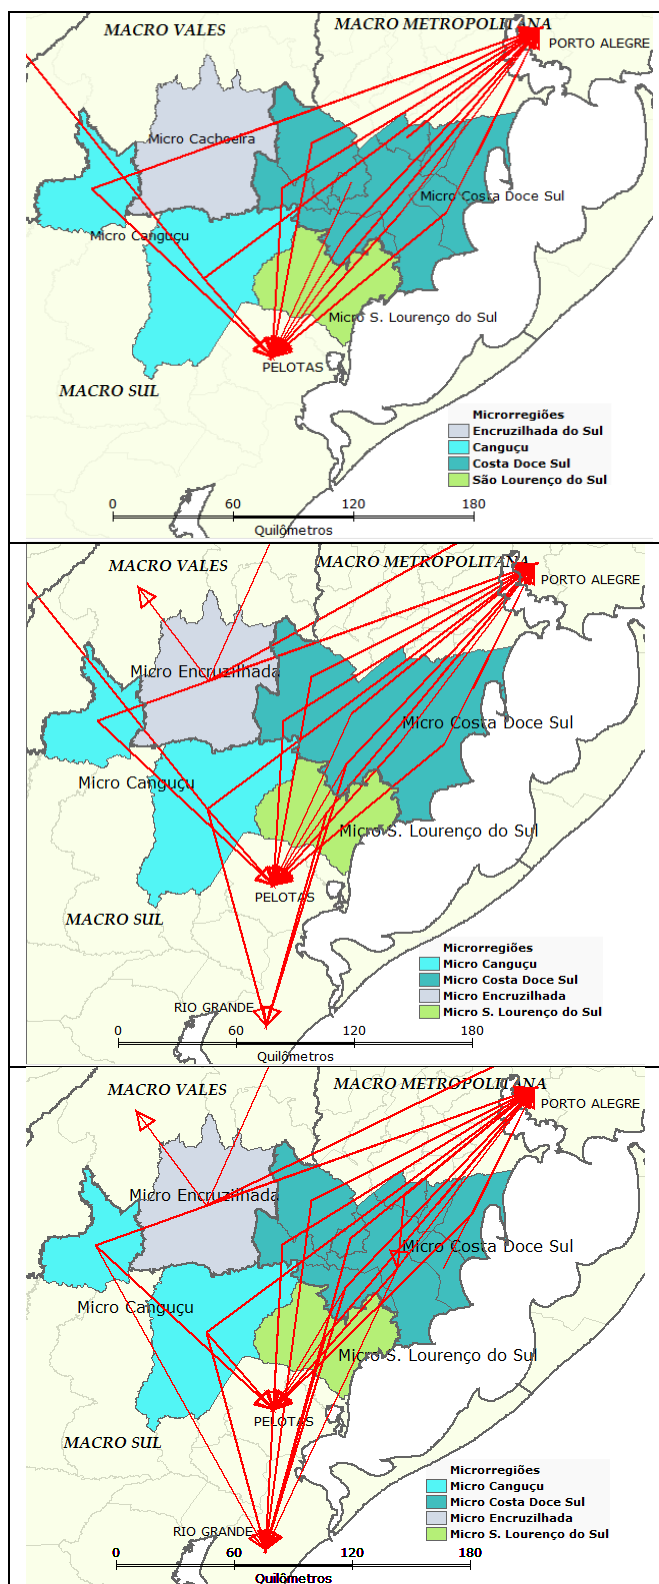 MACRO VALES
MACRO METROPOLITANA
PORTO ALEGRE
Micro Cachoeira
Micro Costa Doce Sul
Micro Canguçu
Micro S. Lourenço do Sul
PELOTAS
MACRO SUL
Microrregiões
Encruzilhada do Sul
Canguçu
Costa Doce Sul
São Lourenço do Sul
0 60 120 180
Quilômetros
MACRO VALES
MACRO METROPOLITANA
PORTO ALEGRE
Micro Encruzilhada
Micro Costa Doce Sul
Micro Canguçu
Micro S. Lourenço do Sul
PELOTAS
MACRO SUL
Microrregiões
Micro Canguçu
Micro Costa Doce Sul
Micro Encruzilhada
Micro S. Lourenço do Sul
RIO GRANDE
0 60 120 180
Quilômetros
MACRO VALES
MACRO METROPOLITANA
PORTO ALEGRE
Micro Encruzilhada
Micro Costa Doce Sul
Micro Canguçu
Micro S. Lourenço do Sul
PELOTAS
MACRO SUL
Microrregiões
Micro Canguçu
Micro Costa Doce Sul
Micro Encruzilhada
Micro S. Lourenço do Sul
RIO GRANDE
0 60 120 180
Quilômetros